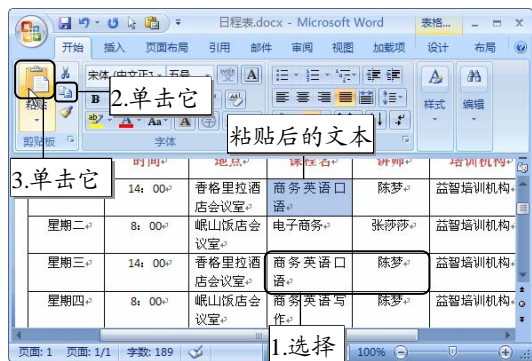 日程表.docx - Microsoft Word
表格...
开始 插入 页面布局 引用 邮件 审阅 视图 加载项 设计 布局
粘贴
宋体 (中文正 五号
样式
编辑
2.单击它
剪贴板
字体
粘贴后的文本
3.单击它
时间 地点 课程名 讲师 培训机构
14:00 香格里拉酒店会议室 商务英语口语 陈梦 益智培训机构
星期二 8:00 岷山饭店会议室 电子商务 张莎莎 益智培训机构
星期三 14:00 香格里拉酒店会议室 商务英语口语 陈梦 益智培训机构
星期四 8:00 岷山饭店会议室 商务英语写作 陈梦 益智培训机构
1.选择
页面: 1 页面: 1/1 字数: 189 100%